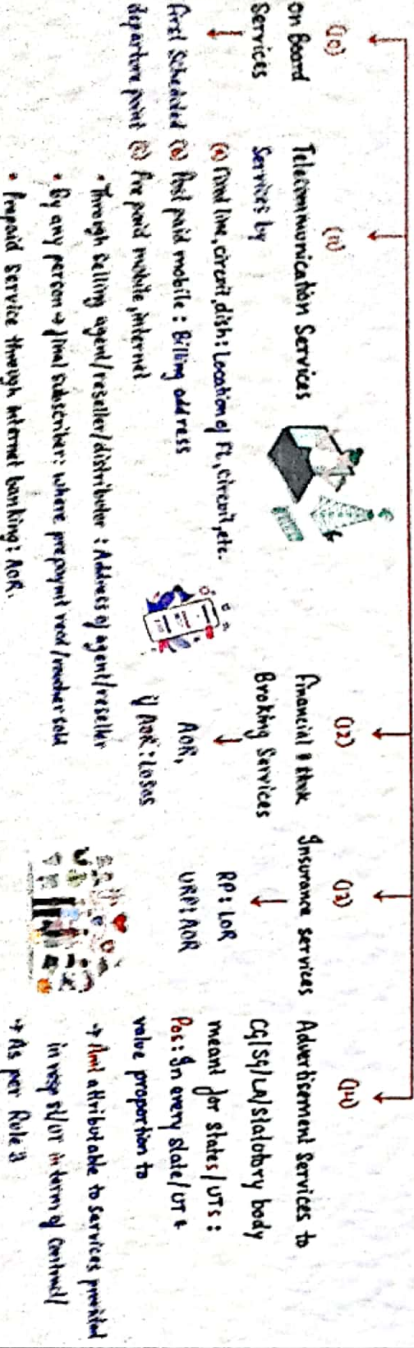 (10)
on Board
Services
first scheduled
departure point
(11)
Telecommunication Services
Services by
(a) Fixed line, circuit, dish : Location of FL, circuit, etc.
(b) Post paid mobile : Billing address
(c) Pre paid mobile, internet
• Through selling agent/reseller/distributor : Address of agent/reseller
• By any person → final subscriber : where prepaymt recd/voucher sold
• Prepaid service through internet banking : AOR.
(12)
Financial & Stock
Broking Services
AOR,
if AOR : LOSOS
(13)
Insurance services
RP : LOR
URP : AOR
(14)
Advertisement Services to
CG/SG/LA/Statutory body
meant for states/UTs :
PoS : In every state/UT &
value proportion to
→ Amt attributable to services provided
in resp st/UT in term of contract/
→ As per Rule 3